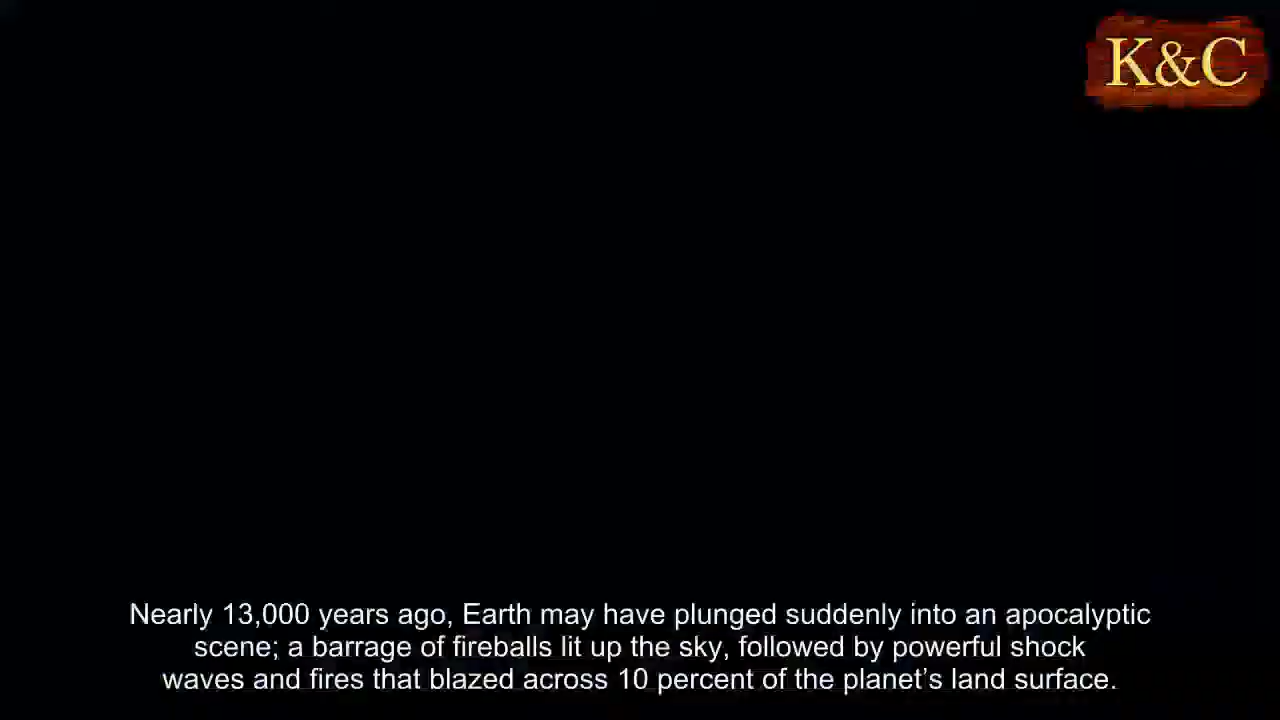 K&C
Nearly 13,000 years ago, Earth may have plunged suddenly into an apocalyptic
scene; a barrage of fireballs lit up the sky, followed by powerful shock
waves and fires that blazed across 10 percent of the planet’s land surface.